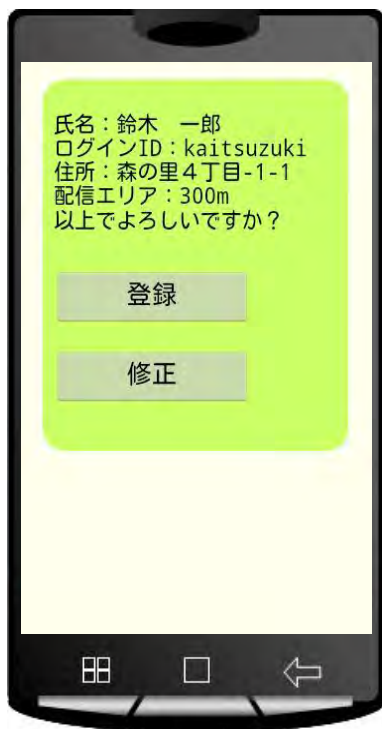 氏名：鈴木　一郎
ログインID：kaitsuzuki
住所：森の里４丁目-1-1
配信エリア：300m
以上でよろしいですか？
登録
修正